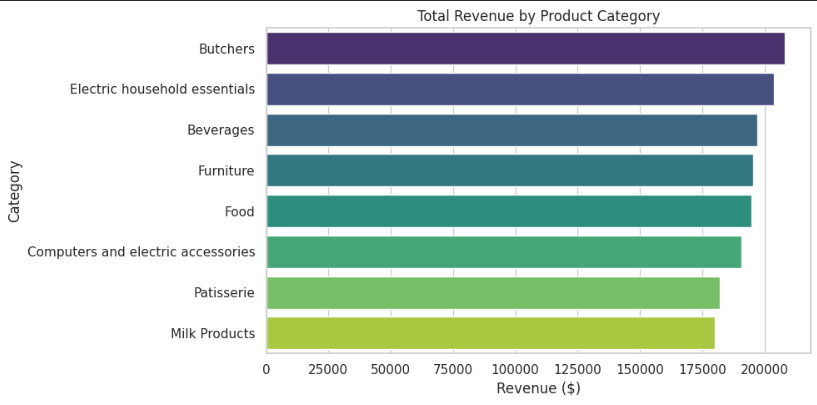 Total Revenue by Product Category
Category
Butchers
Electric household essentials
Beverages
Furniture
Food
Computers and electric accessories
Patisserie
Milk Products
0 25000 50000 75000 100000 125000 150000 175000 200000
Revenue ($)